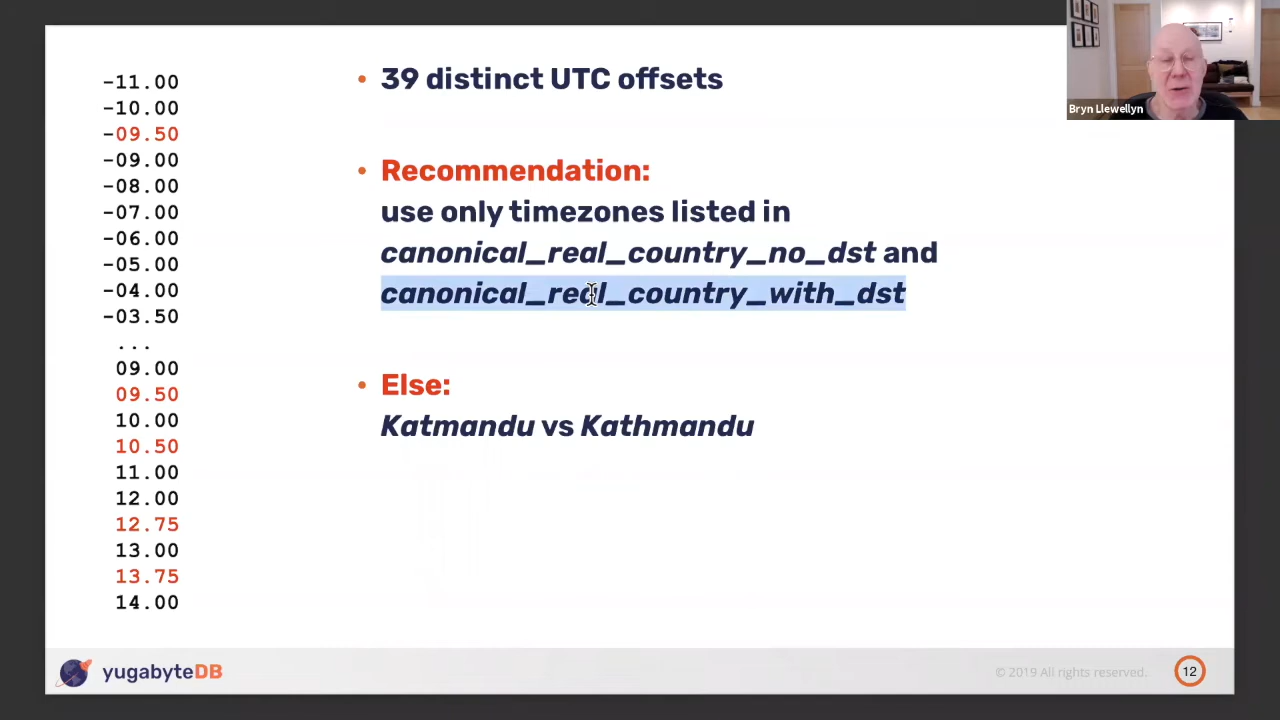 -11.00
-10.00
-09.50
-09.00
-08.00
-07.00
-06.00
-05.00
-04.00
-03.50
...
09.00
09.50
10.00
10.50
11.00
12.00
12.75
13.00
13.75
14.00
• 39 distinct UTC offsets
• Recommendation:
use only timezones listed in
canonical_real_country_no_dst and
canonical_real_country_with_dst
• Else:
Katmandu vs Kathmandu
Bryn Llewellyn
yugabyteDB
© 2019 All rights reserved.
12